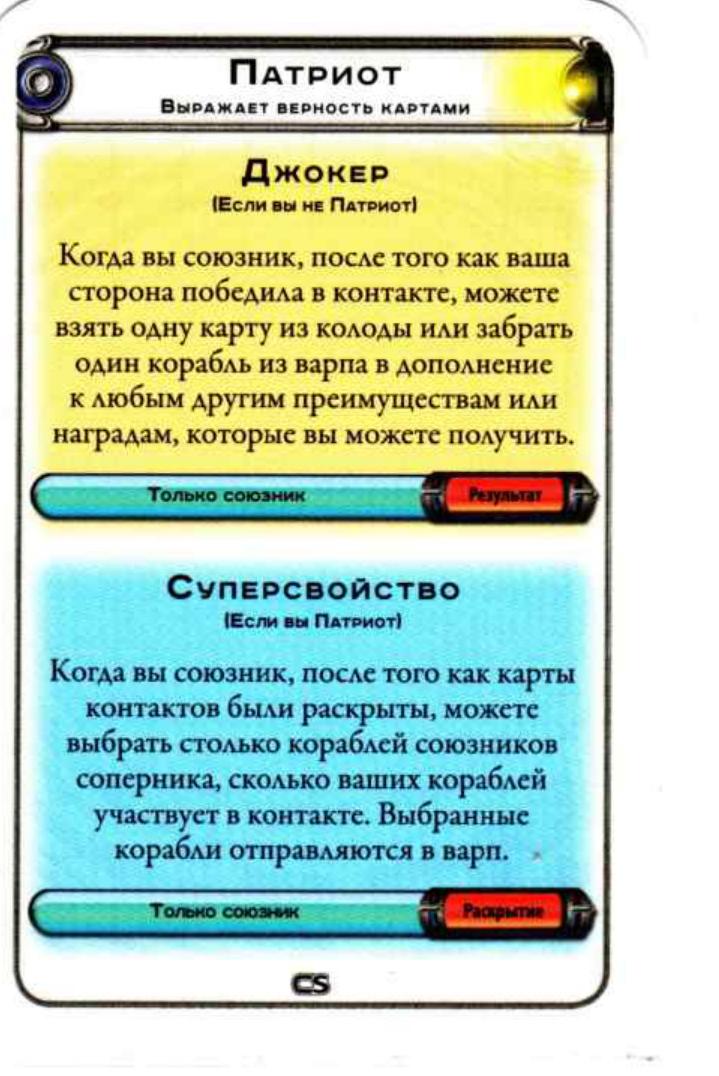 Патриот
Выражает верность картами
Джокер
(Если вы не Патриот)
Когда вы союзник, после того как ваша
сторона победила в контакте, можете
взять одну карту из колоды или забрать
один корабль из варпа в дополнение
к любым другим преимуществам или
наградам, которые вы можете получить.
Только союзник
Результат
Суперсвойство
(Если вы Патриот)
Когда вы союзник, после того как карты
контактов были раскрыты, можете
выбрать столько кораблей союзников
соперника, сколько ваших кораблей
участвует в контакте. Выбранные
корабли отправляются в варп.
Только союзник
Раскрытие
CS